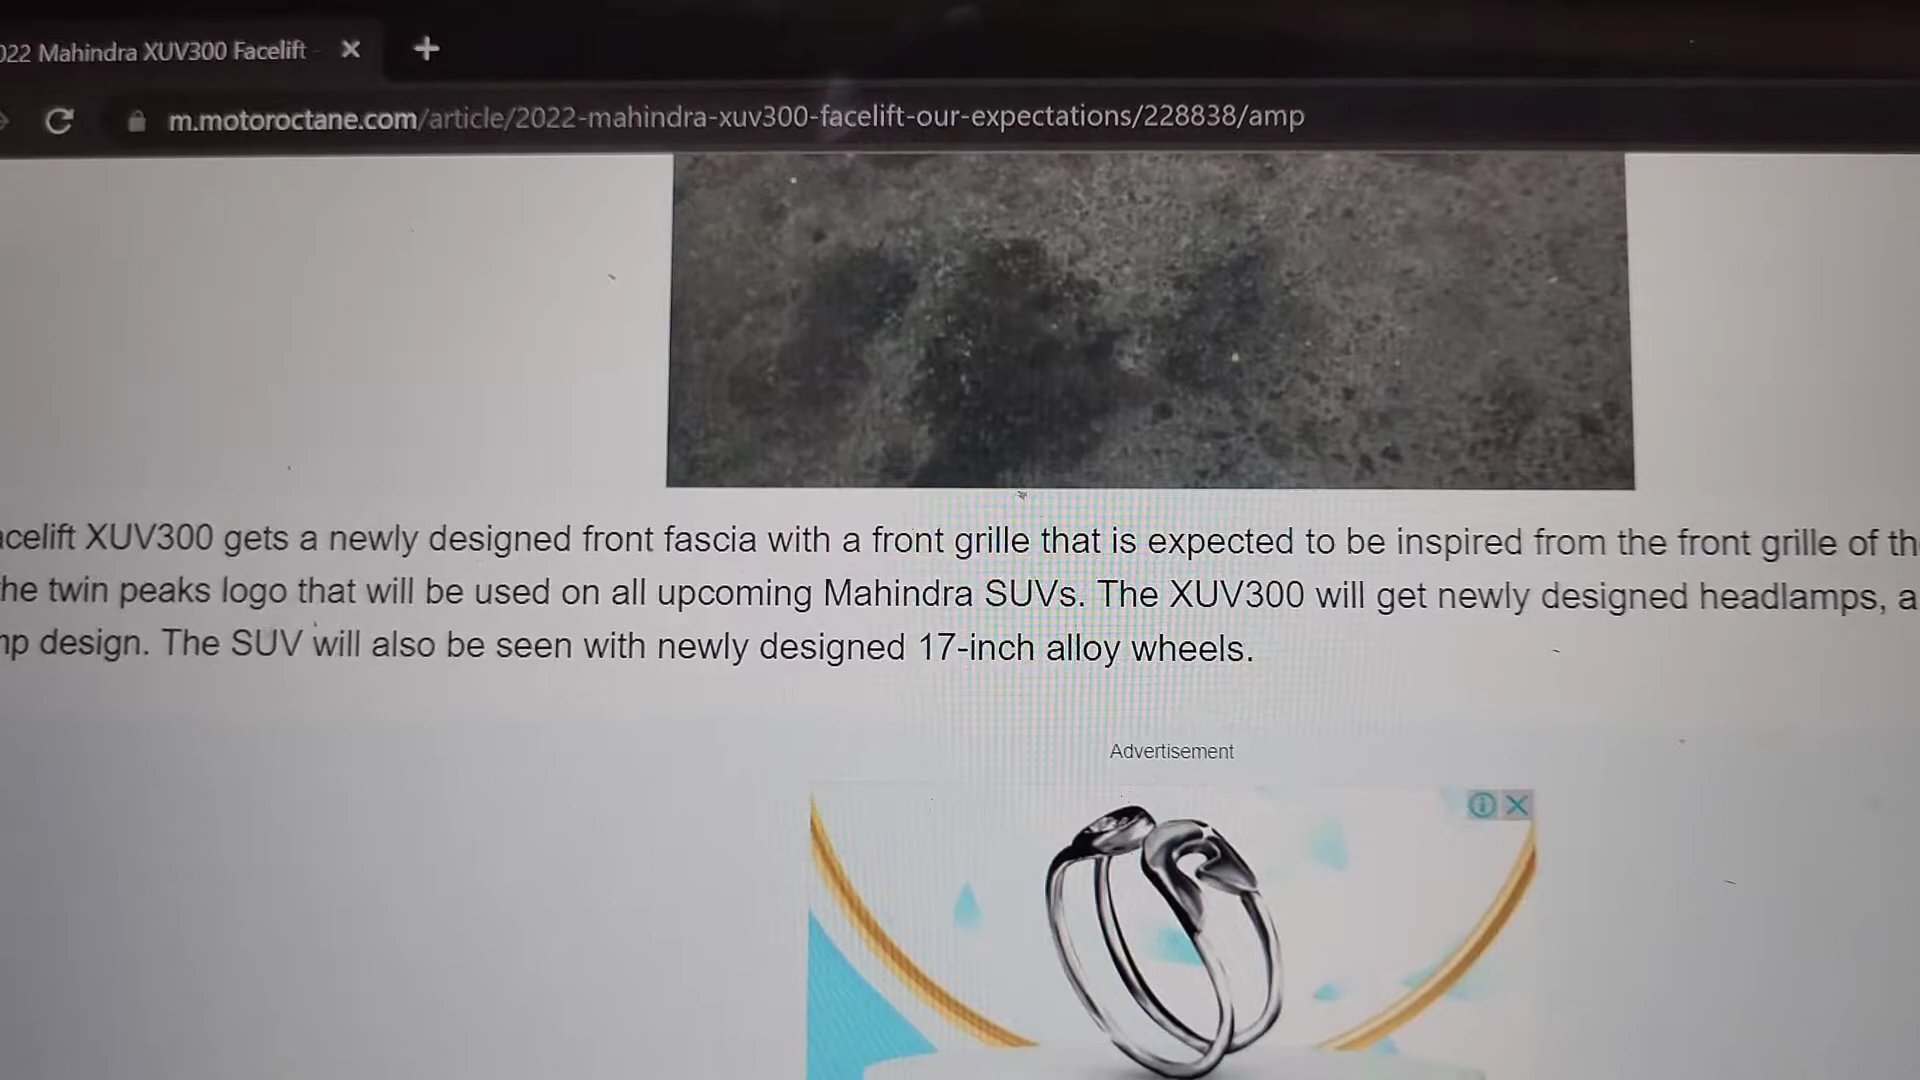 022 Mahindra XUV300 Facelift
m.motoroctane.com/article/2022-mahindra-xuv300-facelift-our-expectations/228838/amp
acelift XUV300 gets a newly designed front fascia with a front grille that is expected to be inspired from the front grille of th
he twin peaks logo that will be used on all upcoming Mahindra SUVs. The XUV300 will get newly designed headlamps, a
mp design. The SUV will also be seen with newly designed 17-inch alloy wheels.
Advertisement